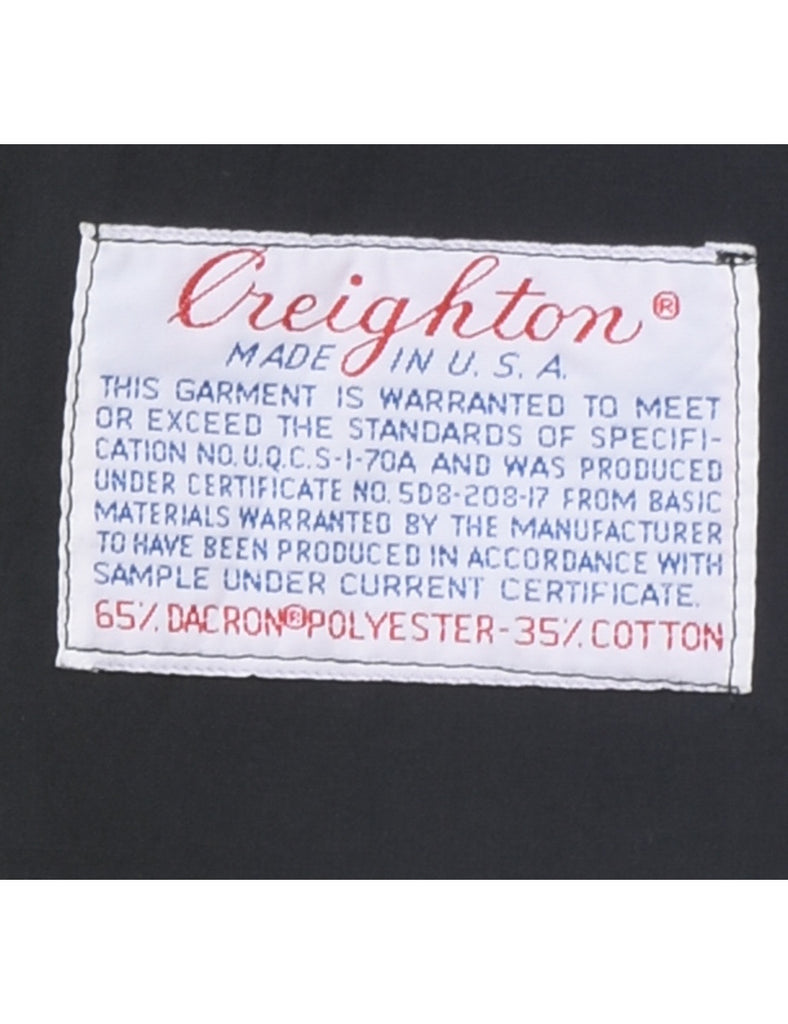 Creighton®
MADE IN U.S.A.
THIS GARMENT IS WARRANTED TO MEET
OR EXCEED THE STANDARDS OF SPECIFI-
CATION NO. U.Q.C.S-1-70A AND WAS PRODUCED
UNDER CERTIFICATE NO. 5D8-208-17 FROM BASIC
MATERIALS WARRANTED BY THE MANUFACTURER
TO HAVE BEEN PRODUCED IN ACCORDANCE WITH
SAMPLE UNDER CURRENT CERTIFICATE.
65% DACRON® POLYESTER-35% COTTON